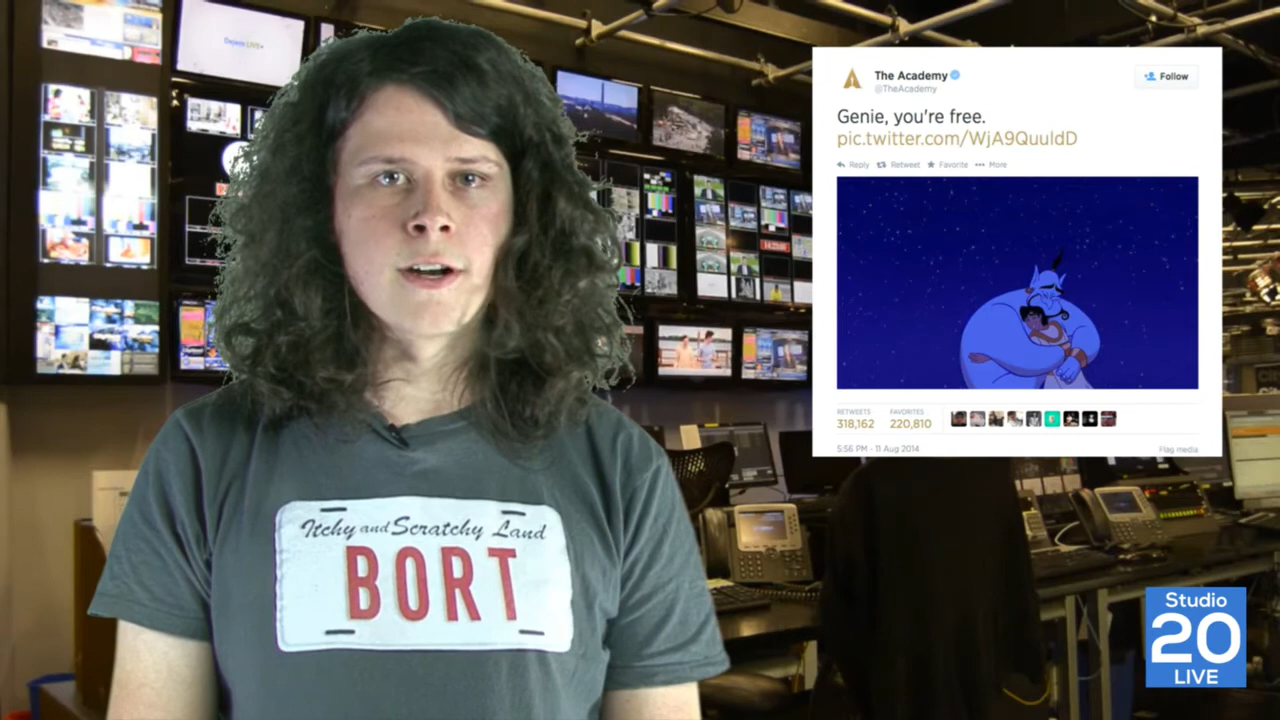 The Academy
@TheAcademy
Follow
Genie, you're free.
pic.twitter.com/WjA9QuuldD
Reply Retweet Favorite More
RETWEETS FAVORITES
318,162 220,810
5:56 PM - 11 Aug 2014 Flag media
Itchy and Scratchy Land
BORT
Studio
20
LIVE